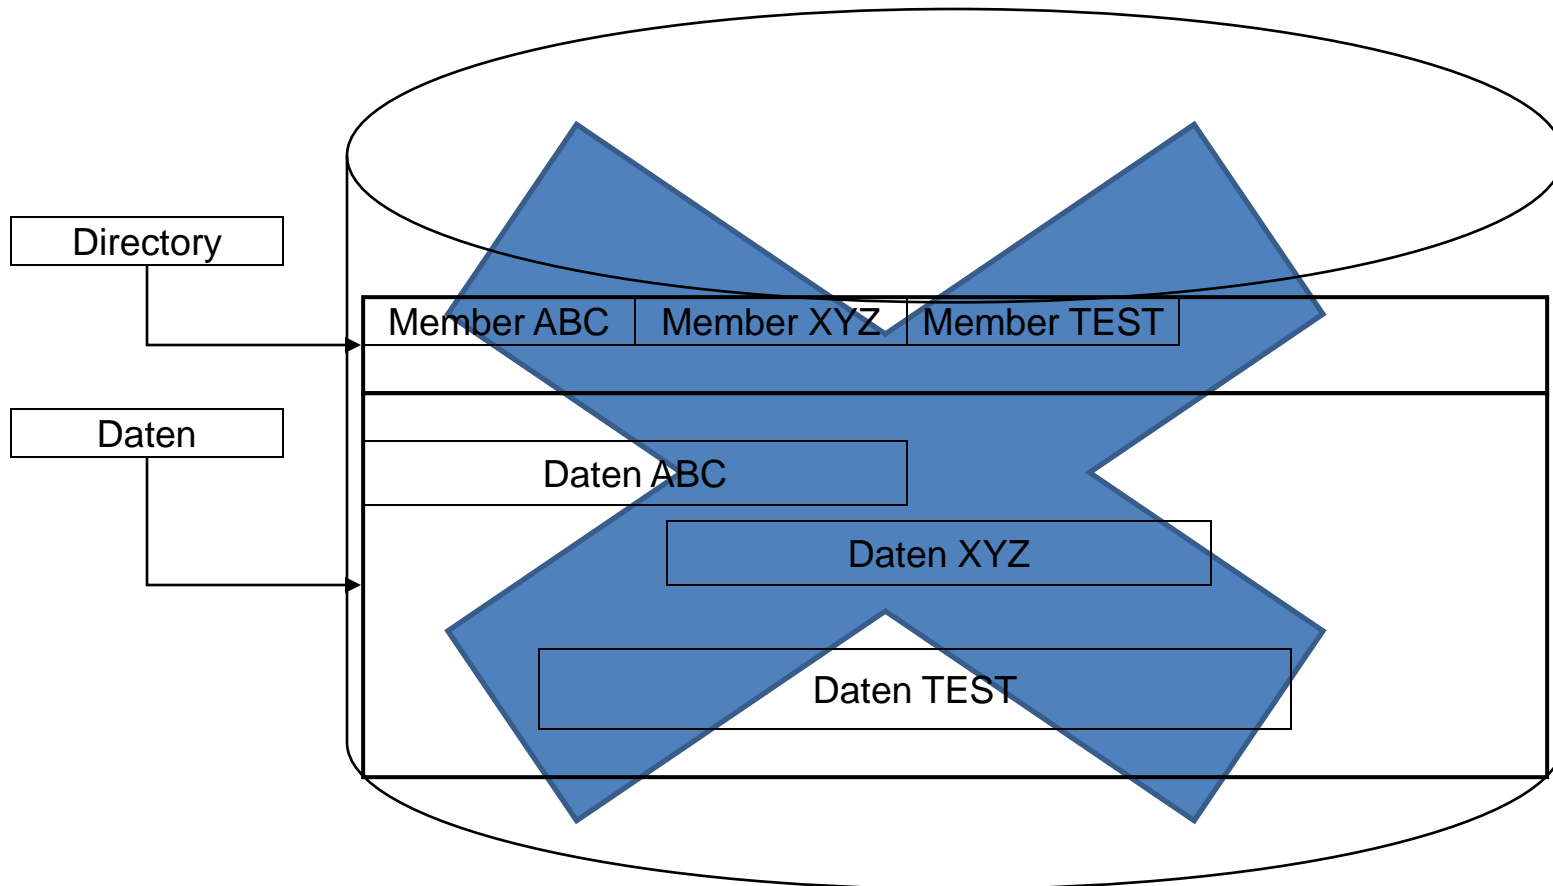 Directory
Member ABC
Member XYZ
Member TEST
Daten
Daten ABC
Daten XYZ
Daten TEST